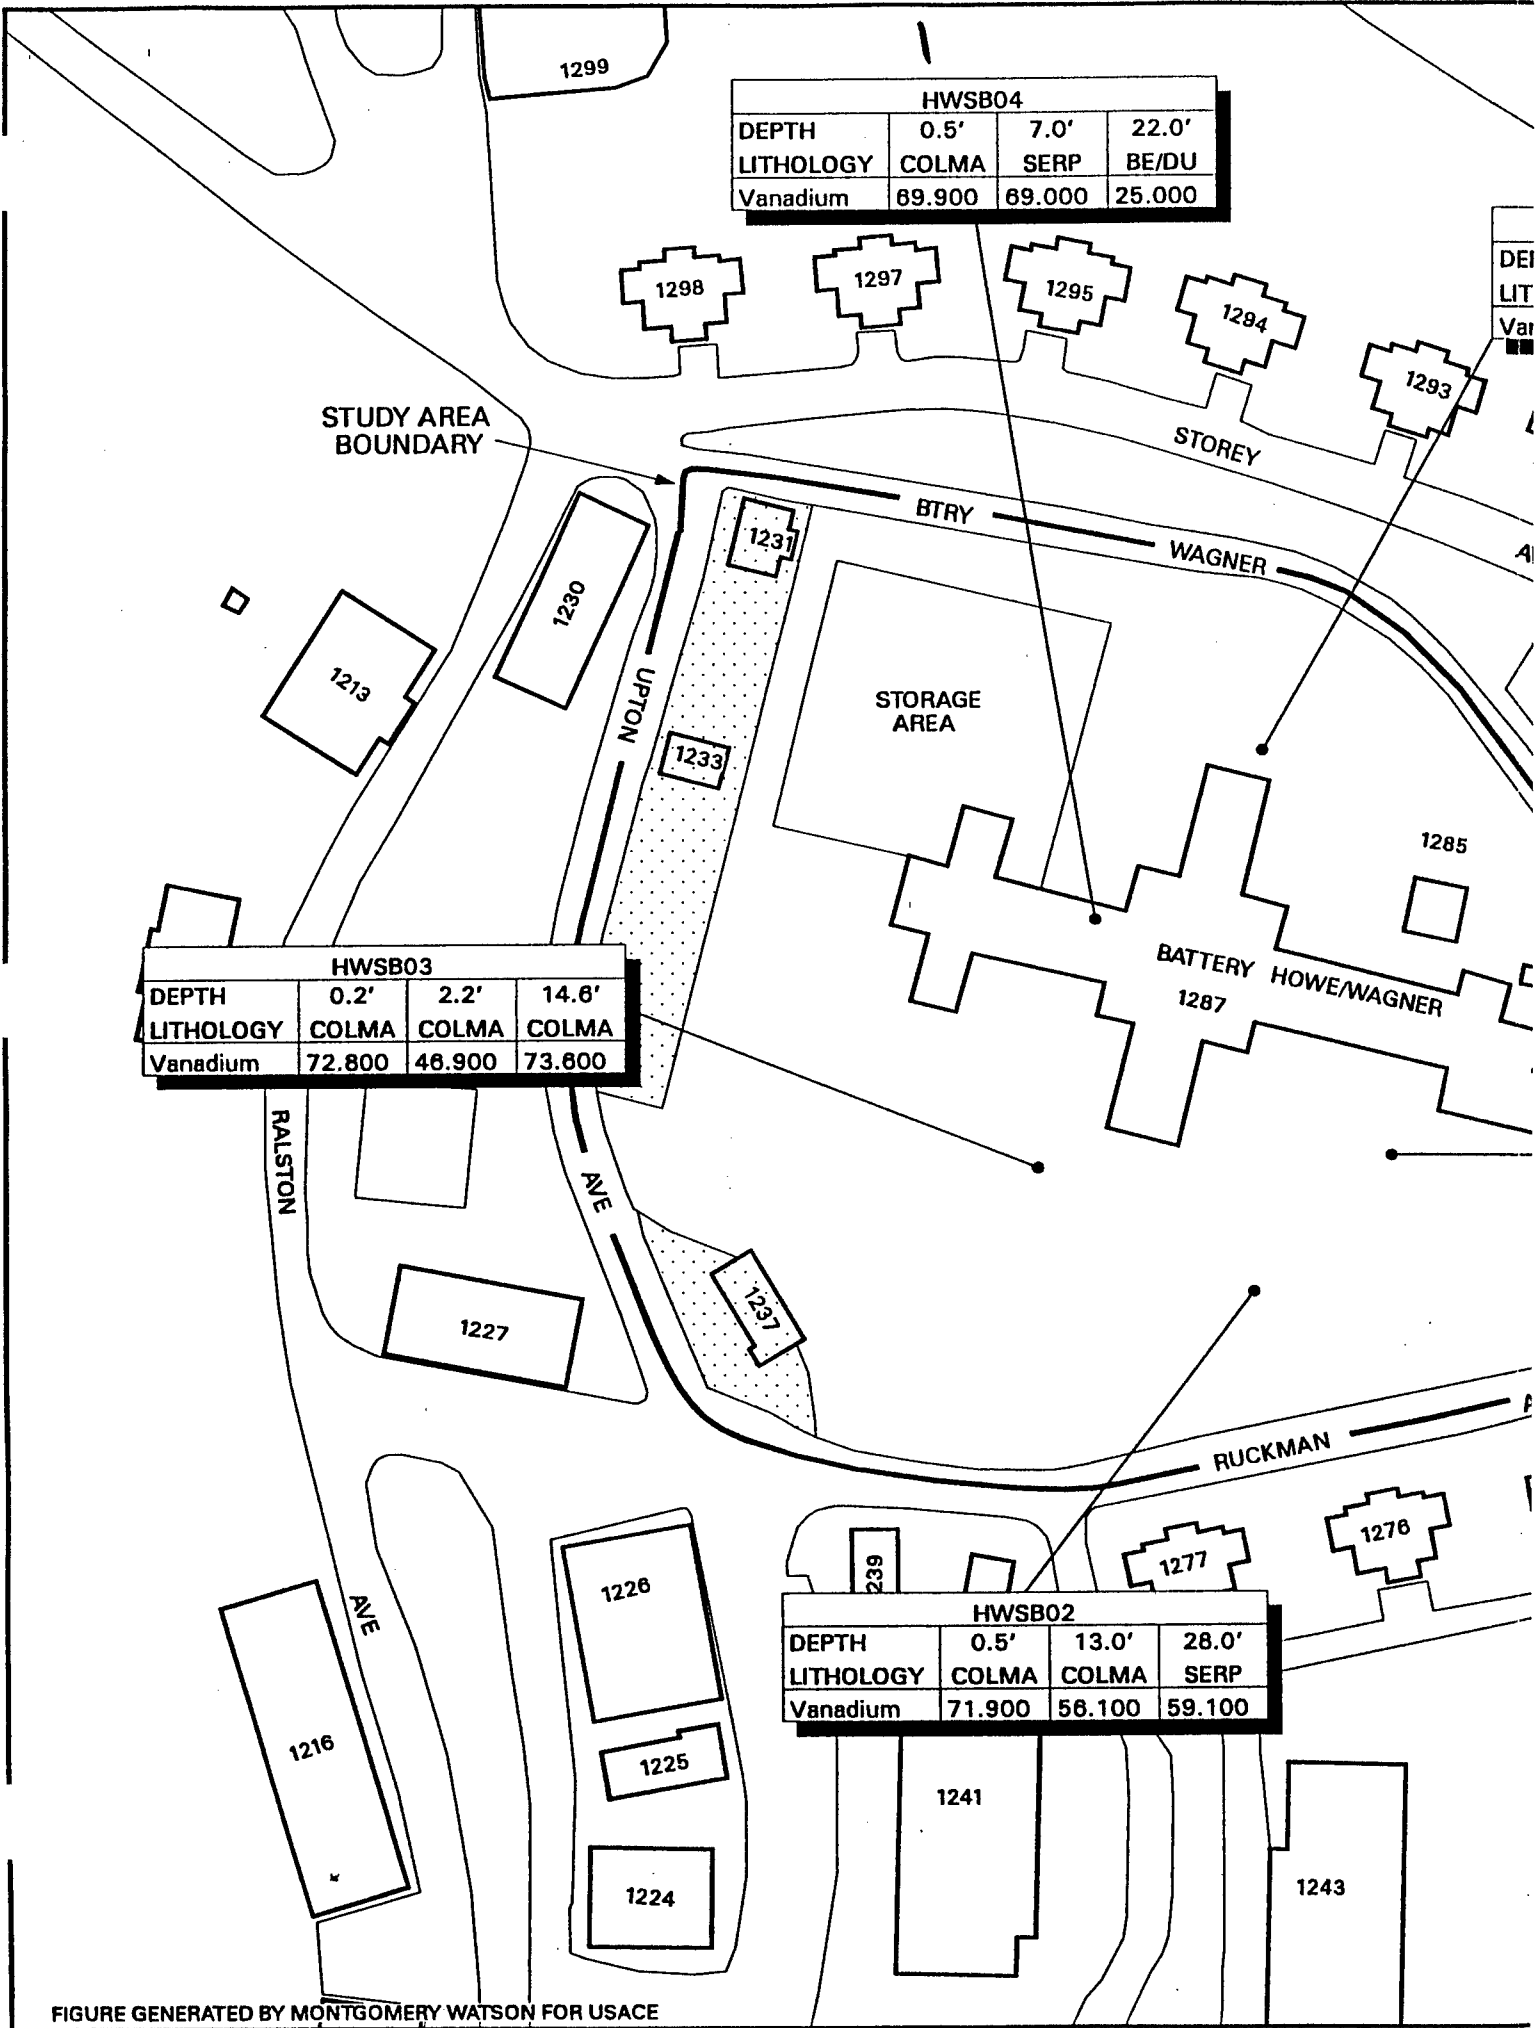 1299
HWSB04
DEPTH 0.5' 7.0' 22.0'
LITHOLOGY COLMA SERP BE/DU
Vanadium 69.900 69.000 25.000
1298
1297
1295
1294
1293
DE
LIT
Va
STUDY AREA
BOUNDARY
STOREY
BTRY
WAGNER
A
1231
1230
1213
UPTON
1233
STORAGE
AREA
1285
BATTERY HOWE/WAGNER
1287
HWSB03
DEPTH 0.2' 2.2' 14.6'
LITHOLOGY COLMA COLMA COLMA
Vanadium 72.800 46.900 73.600
RALSTON
AVE
1237
1227
RUCKMAN
1276
1277
239
1226
AVE
HWSB02
DEPTH 0.5' 13.0' 28.0'
LITHOLOGY COLMA COLMA SERP
Vanadium 71.900 56.100 59.100
1216
1225
1241
1224
1243
FIGURE GENERATED BY MONTGOMERY WATSON FOR USACE